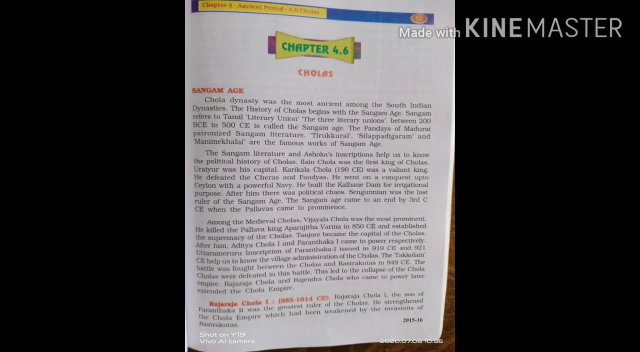 Chapter 4 - Ancient Period - 4.6 Cholas
Made with KINEMASTER
CHAPTER 4.6
CHOLAS
SANGAM AGE
Chola dynasty was the most ancient among the South Indian
Dynasties. The History of Cholas begins with the Sangam Age. Sangam
refers to Tamil 'Literary Union' 'The three literary unions'. between 200
BCE to 500 CE is called the Sangam age. The Pandays of Madurai
patronized Sangam literature. 'Tirukkural', 'Silappadigaram' and
'Manimekhalai' are the famous works of Sangam Age.
The Sangam literature and Ashoka's inscriptions help us to know
the political history of Cholas. Ilam Chola was the first king of Cholas.
Uraiyur was his capital. Karikala Chola (190 CE) was a valiant king.
He defeated the Cheras and Pandyas. He went on a conquest upto
Ceylon with a powerful Navy. He built the Kalhane Dam for irrigational
purpose. After him there was political chaos. Sengunnian was the last
ruler of the Sangam Age. The Sangam age came to an end by 3rd C
CE when the Pallavas came to prominence.
Among the Medieval Cholas, Vijayala Chola was the most prominent.
He killed the Pallava king Aparajitha Varma in 850 CE and established
the supremacy of the Cholas. Tanjore became the capital of the Cholas.
After him, Aditya Chola I and Paranthaka I came to power respectively.
Uttarameruru Inscription of Paranthaka-I issued in 919 CE and 921
CE help us to know the village administration of the Cholas. The 'Takkolam'
battle was fought between the Cholas and Rastrakutas in 949 CE. The
Cholas were defeated in this battle. This led to the collapse of the Chola
empire. Rajaraja Chola and Rajendra Chola who came to power later
extended the Chola Empire.
Rajaraja Chola I : (985-1914 CE): Rajaraja Chola I, the son of
Paranthaka II was the greatest ruler of the Cholas. He strengthened
the Chola Empire which had been weakened by the invasions of
Rastrakutas.
2015-16
Shot on Y19
Vivo AI camera